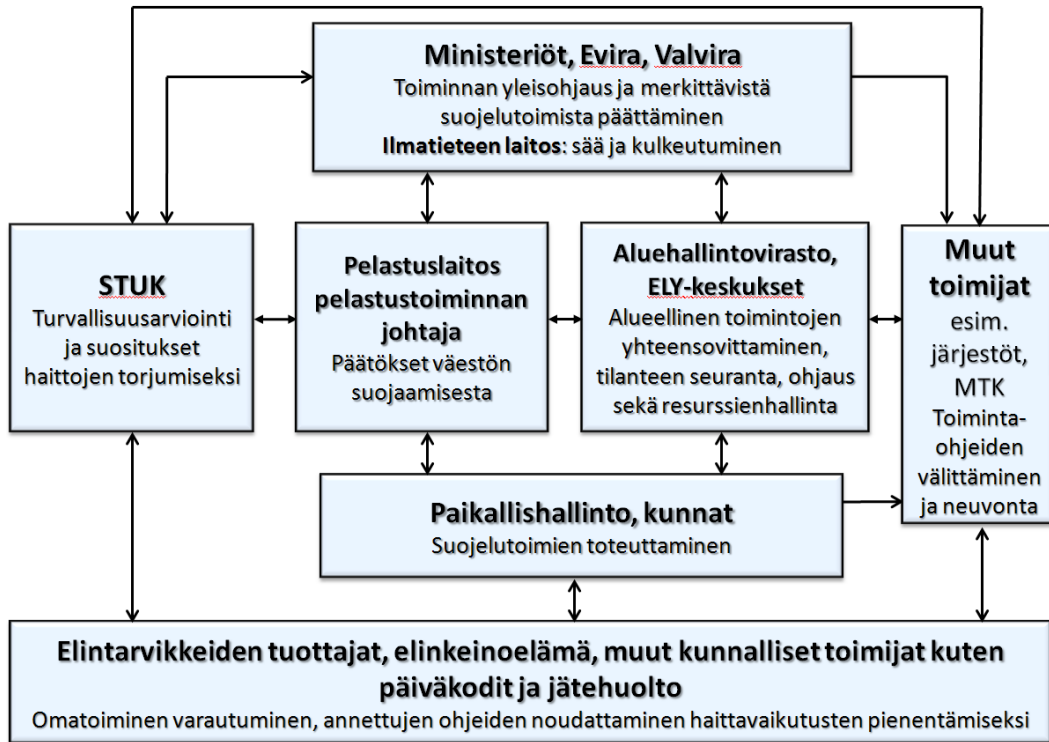 Ministeriöt, Evira, Valvira
Toiminnan yleisohjaus ja merkittävistä
suojelutoimista päättäminen
Ilmatieteen laitos: sää ja kulkeutuminen
STUK
Turvallisuusarviointi
ja suositukset
haittojen torjumiseksi
Pelastuslaitos
pelastustoiminnan
johtaja
Päätökset väestön
suojaamisesta
Aluehallintovirasto,
ELY-keskukset
Alueellinen toimintojen
yhteensovittaminen,
tilanteen seuranta, ohjaus
sekä resurssienhallinta
Muut
toimijat
esim.
järjestöt,
MTK
Toiminta-
ohjeiden
välittäminen
ja neuvonta
Paikallishallinto, kunnat
Suojelutoimien toteuttaminen
Elintarvikkeiden tuottajat, elinkeinoelämä, muut kunnalliset toimijat kuten
päiväkodit ja jätehuolto
Omatoiminen varautuminen, annettujen ohjeiden noudattaminen haittavaikutusten pienentämiseksi